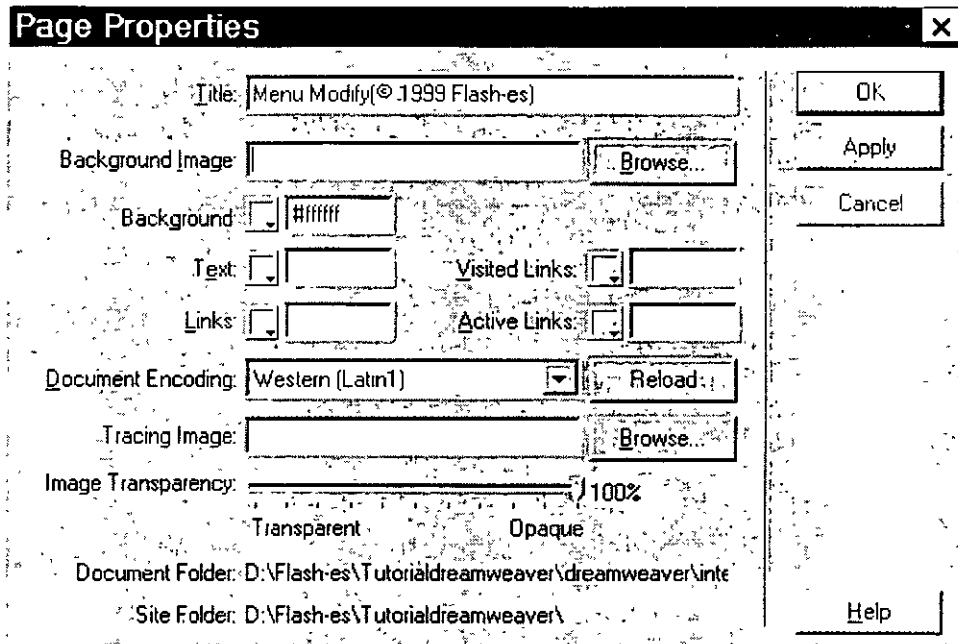 Page Properties
Title: Menu Modify(© 1999 Flash-es)
OK
Background Image: Browse...
Apply
Background #ffffff
Cancel
Text: Visited Links:
Links: Active Links:
Document Encoding: Western (Latin1) Reload
Tracing Image: Browse...
Image Transparency: 100%
Transparent Opaque
Document Folder: D:\Flash-es\Tutorialdreamweaver\dreamweaver\inte
Site Folder: D:\Flash-es\Tutorialdreamweaver\
Help